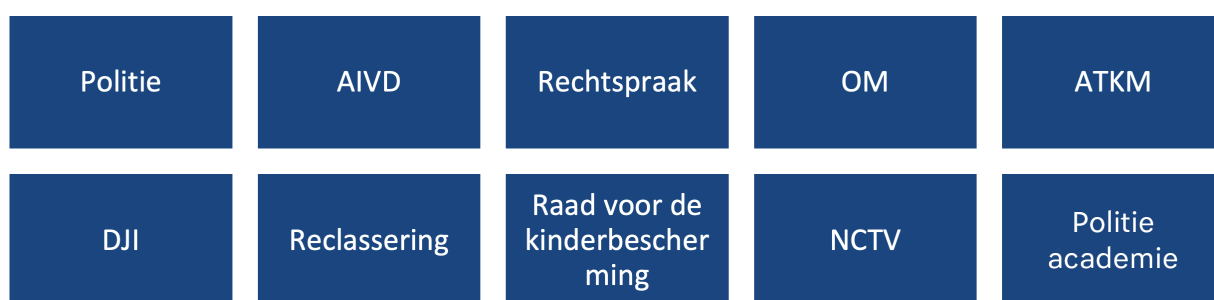 Politie
AIVD
Rechtspraak
OM
ATKM
DJI
Reclassering
Raad voor de
kinderbescher
ming
NCTV
Politie
academie